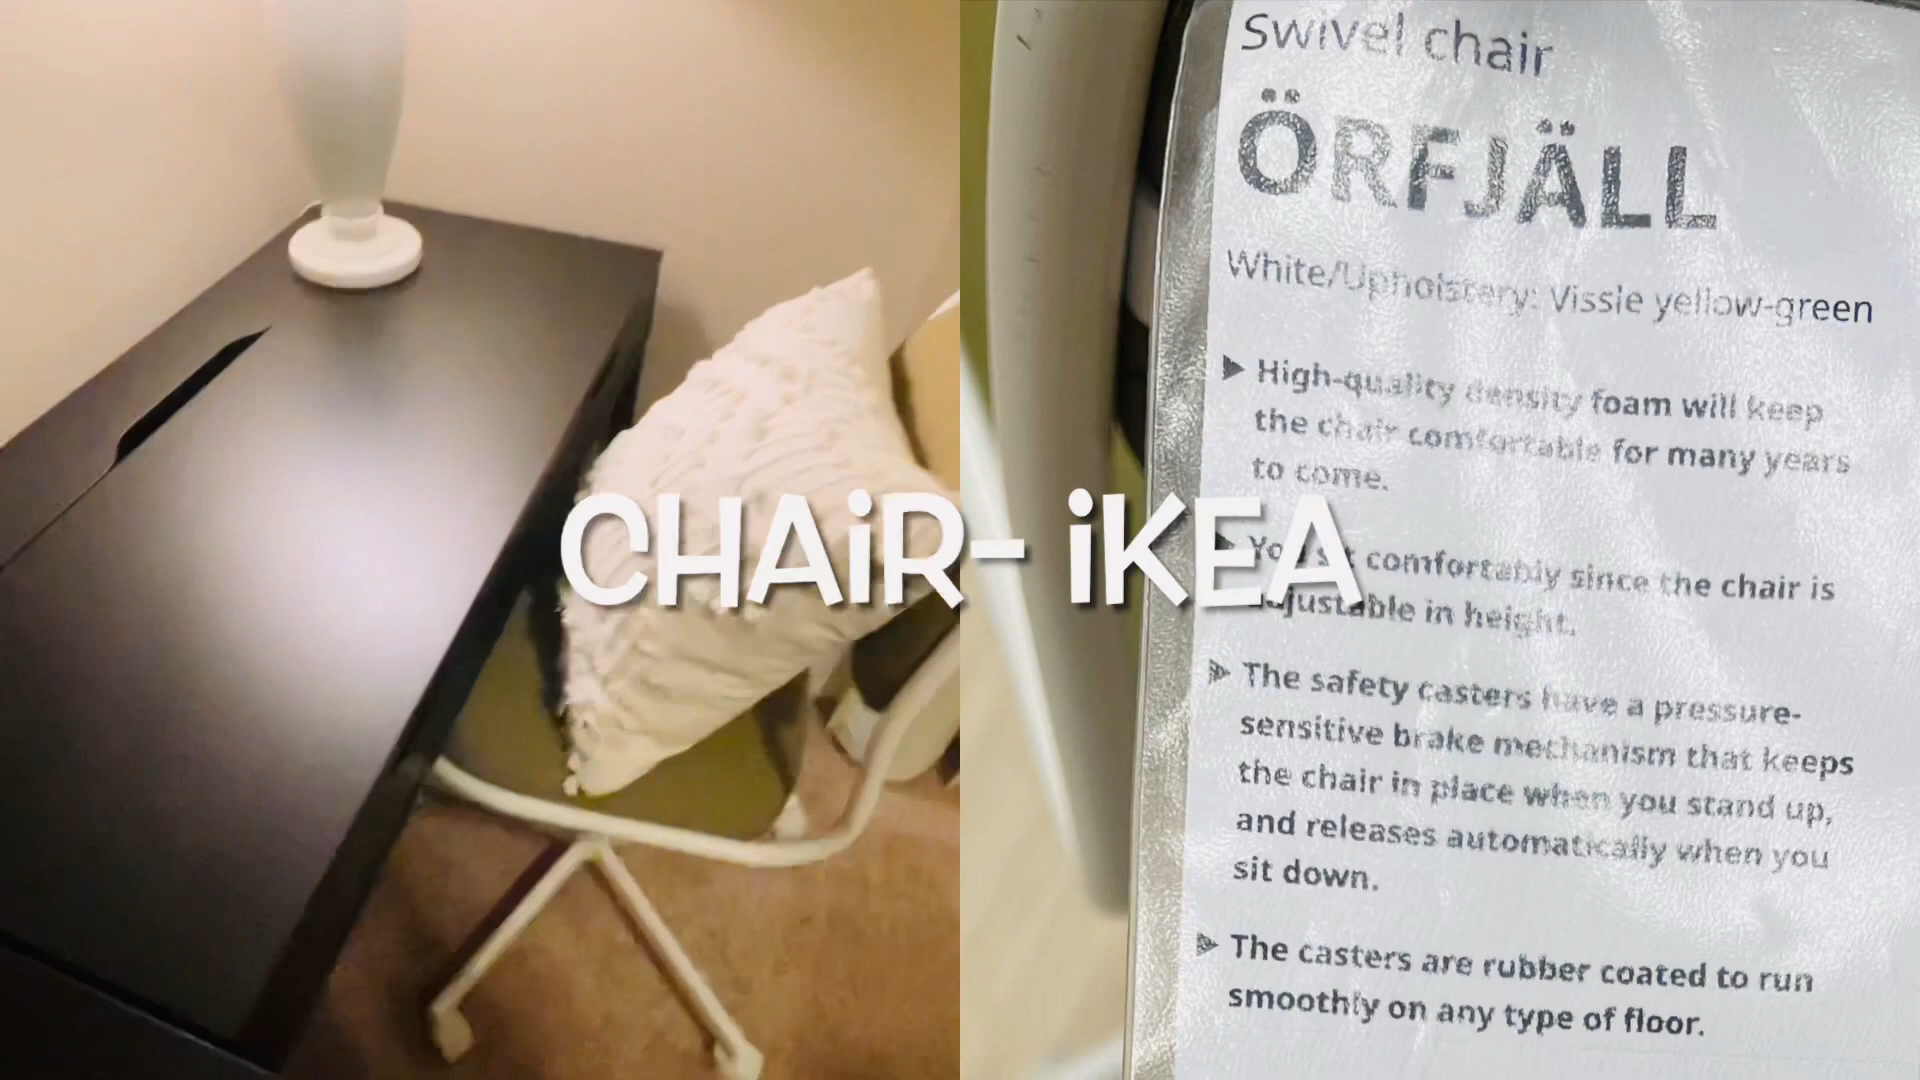 Swivel chair
ÖRFJÄLL
White/Upholstery: Vissle yellow-green
▶ High-quality density foam will keep
the chair comfortable for many years
to come.
CHAiR- iKEA
▶ You sit comfortably since the chair is
adjustable in height.
▶ The safety casters have a pressure-
sensitive brake mechanism that keeps
the chair in place when you stand up,
and releases automatically when you
sit down.
▶ The casters are rubber coated to run
smoothly on any type of floor.